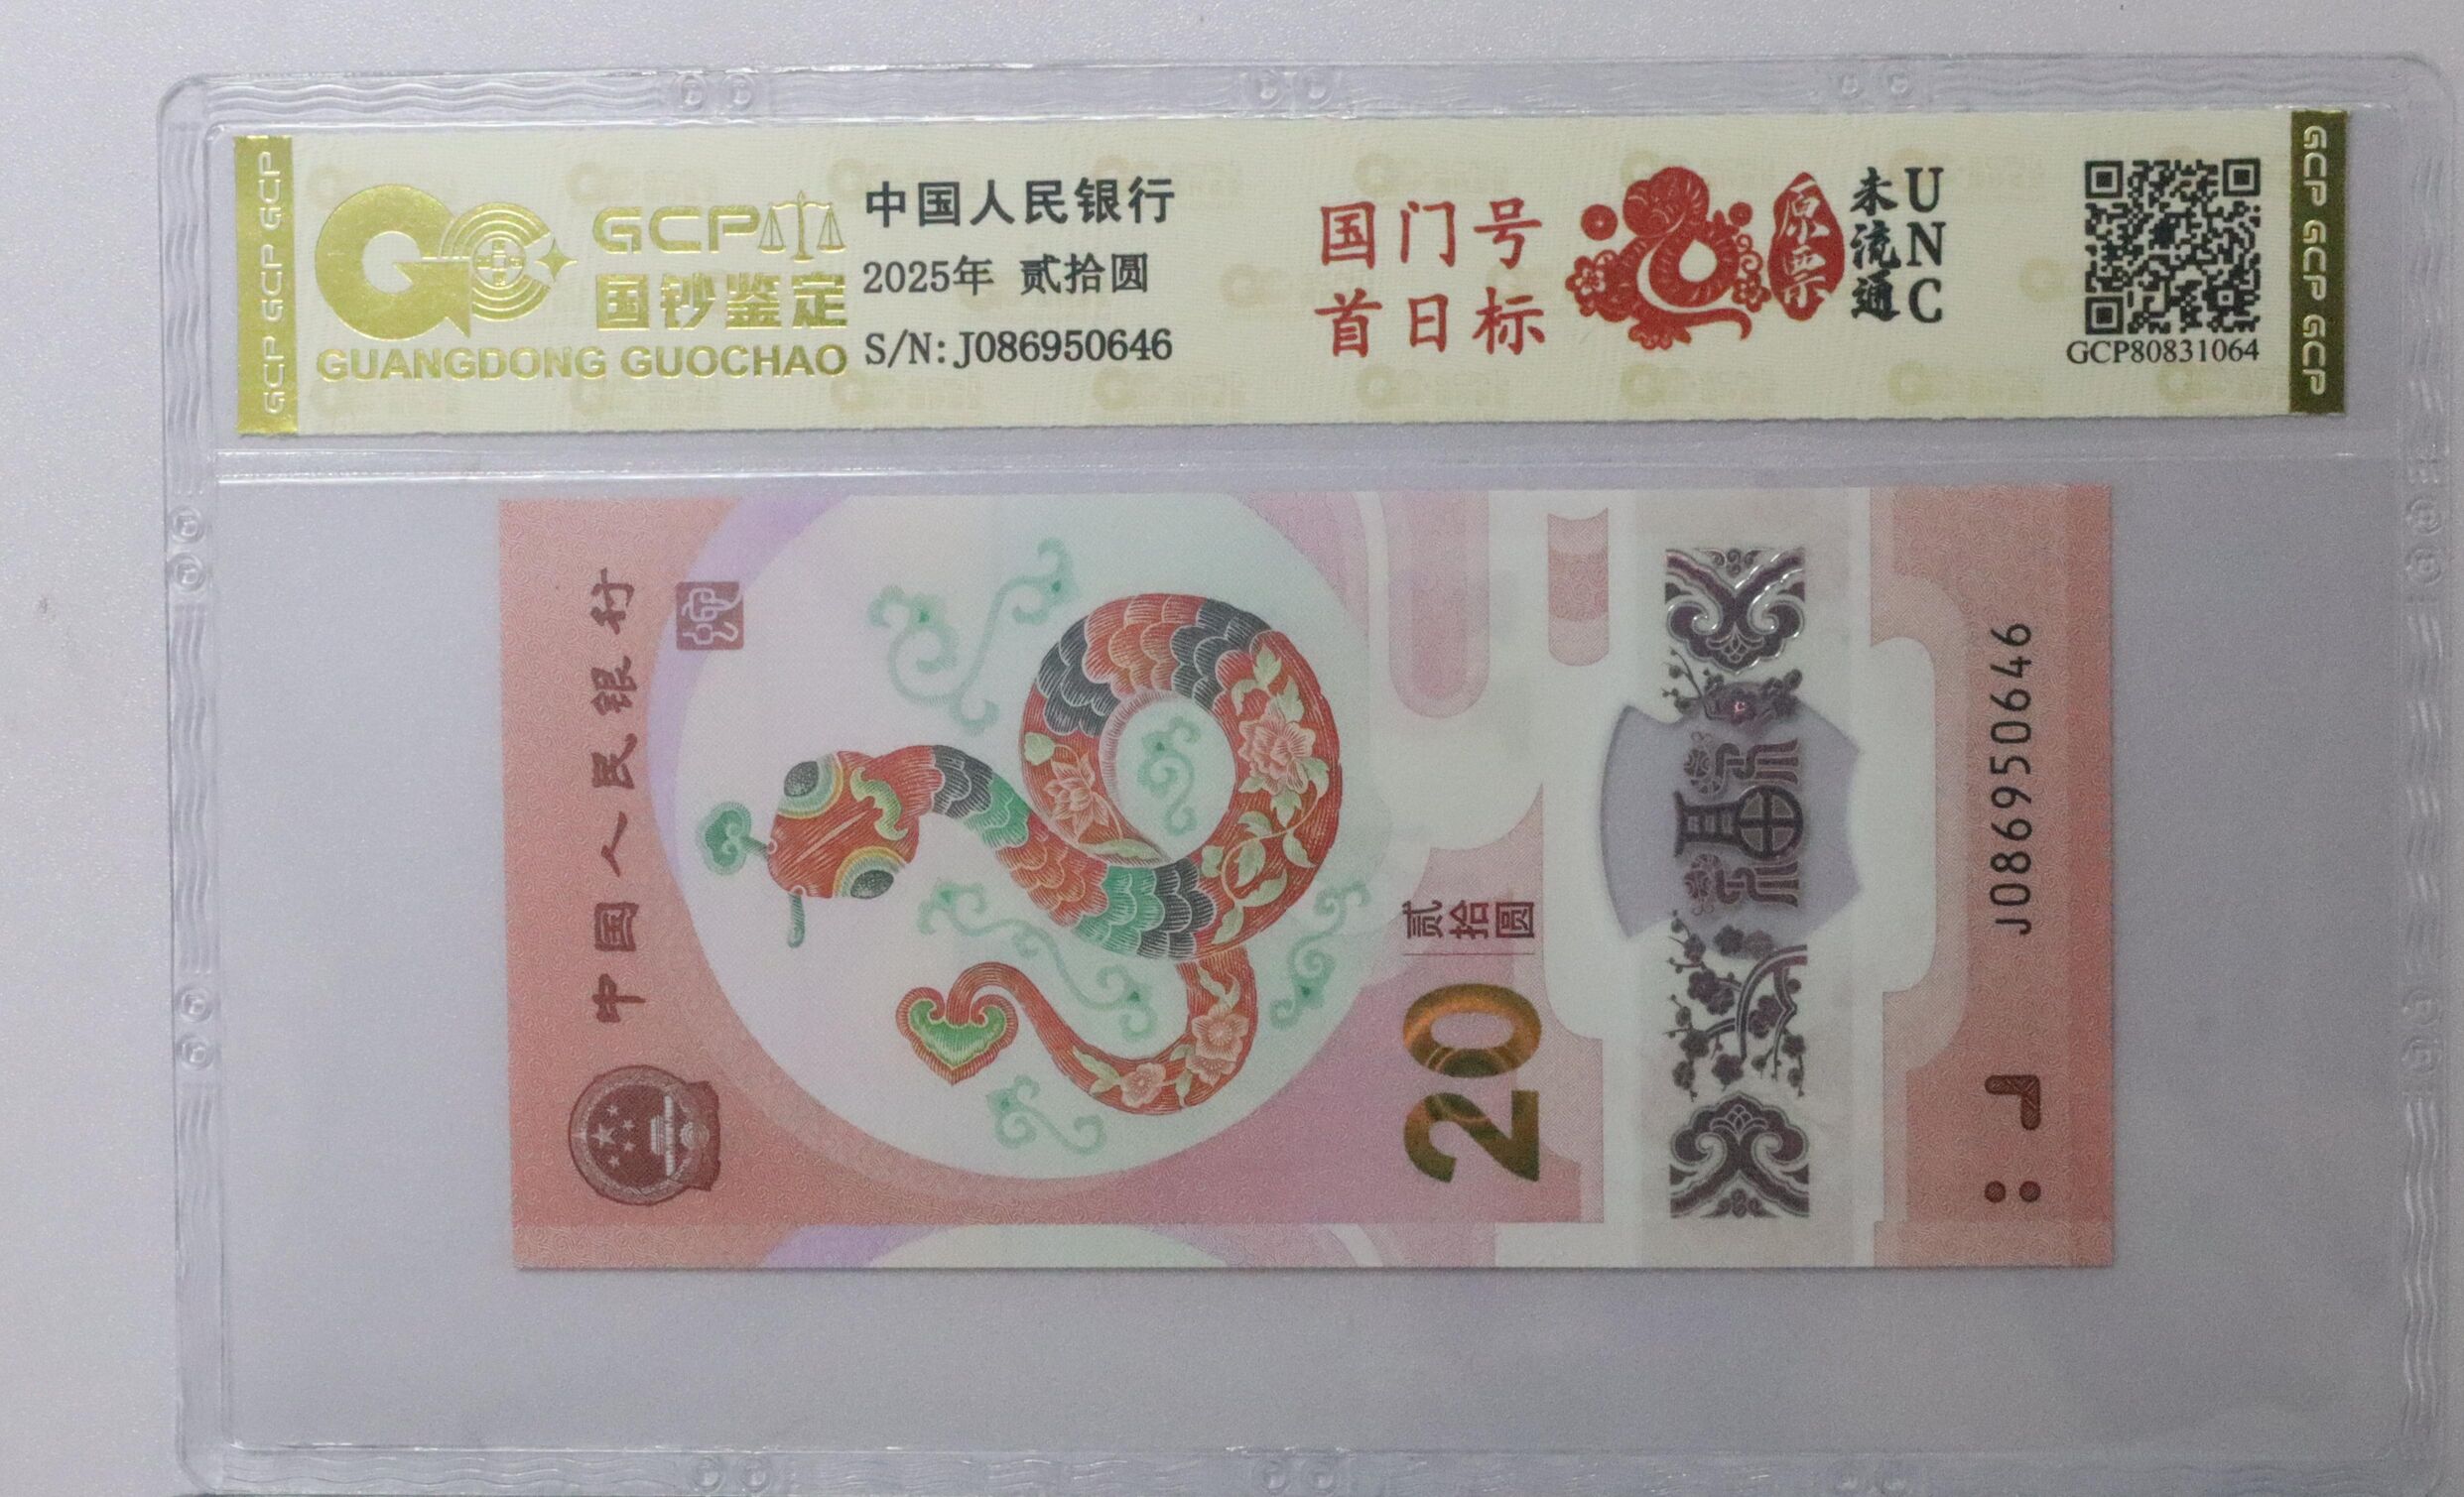 GCP GCP GCP
GCP
国钞鉴定
GUANGDONG GUOCHAO
中国人民银行
2025年 贰拾圆
S/N: J086950646
国门号
首日标
原票
未流通
UNC
GCP80831064
GCP GCP GCP
中国人民银行
贰拾圆
20
福
J086950646